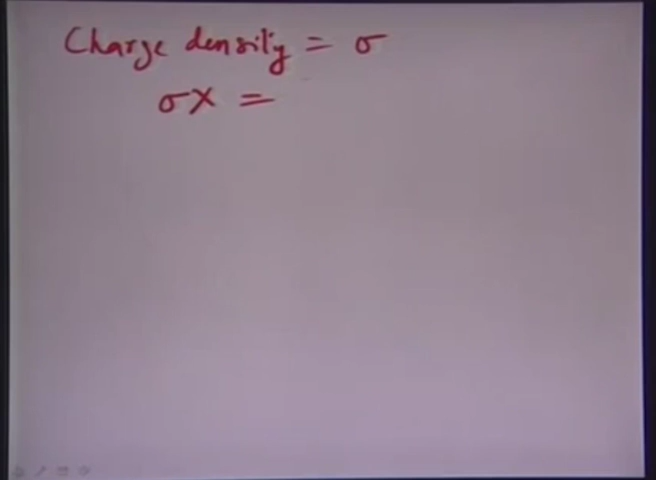 Charge density = σ
σX =